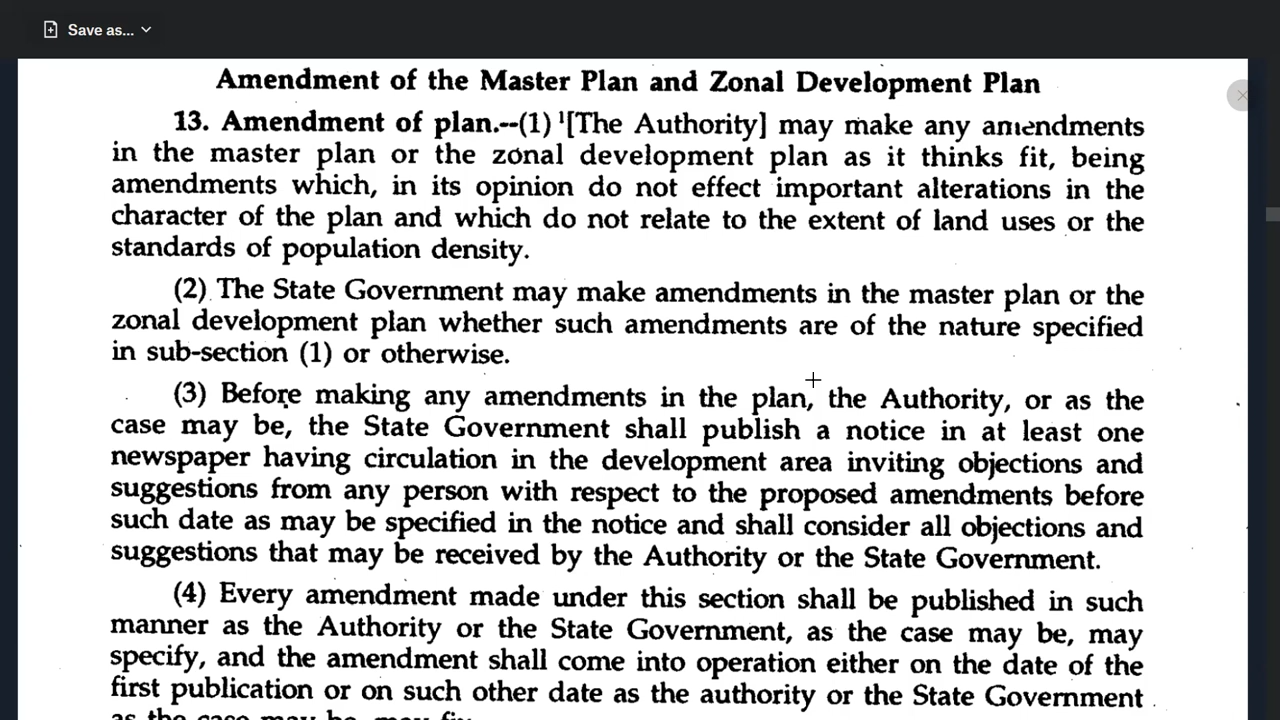 Save as...
Amendment of the Master Plan and Zonal Development Plan
13. Amendment of plan.--(1) ¹[The Authority] may make any amendments
in the master plan or the zonal development plan as it thinks fit, being
amendments which, in its opinion do not effect important alterations in the
character of the plan and which do not relate to the extent of land uses or the
standards of population density.
(2) The State Government may make amendments in the master plan or the
zonal development plan whether such amendments are of the nature specified
in sub-section (1) or otherwise.
(3) Before making any amendments in the plan, the Authority, or as the
case may be, the State Government shall publish a notice in at least one
newspaper having circulation in the development area inviting objections and
suggestions from any person with respect to the proposed amendments before
such date as may be specified in the notice and shall consider all objections and
suggestions that may be received by the Authority or the State Government.
(4) Every amendment made under this section shall be published in such
manner as the Authority or the State Government, as the case may be, may
specify, and the amendment shall come into operation either on the date of the
first publication or on such other date as the authority or the State Government
as the case may be, may fix.